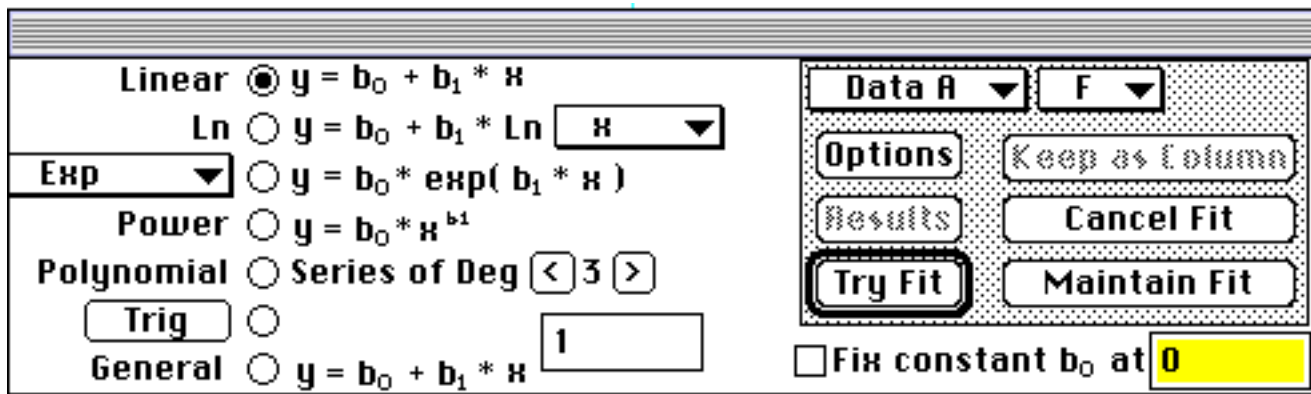 Linear y = b₀ + b₁ * x
Ln y = b₀ + b₁ * Ln x
Exp y = b₀ * exp( b₁ * x )
Power y = b₀ * x ᵇ¹
Polynomial Series of Deg < 3 >
Trig
1
General y = b₀ + b₁ * x
Data A F
Options Keep as Column
Results Cancel Fit
Try Fit Maintain Fit
Fix constant b₀ at 0